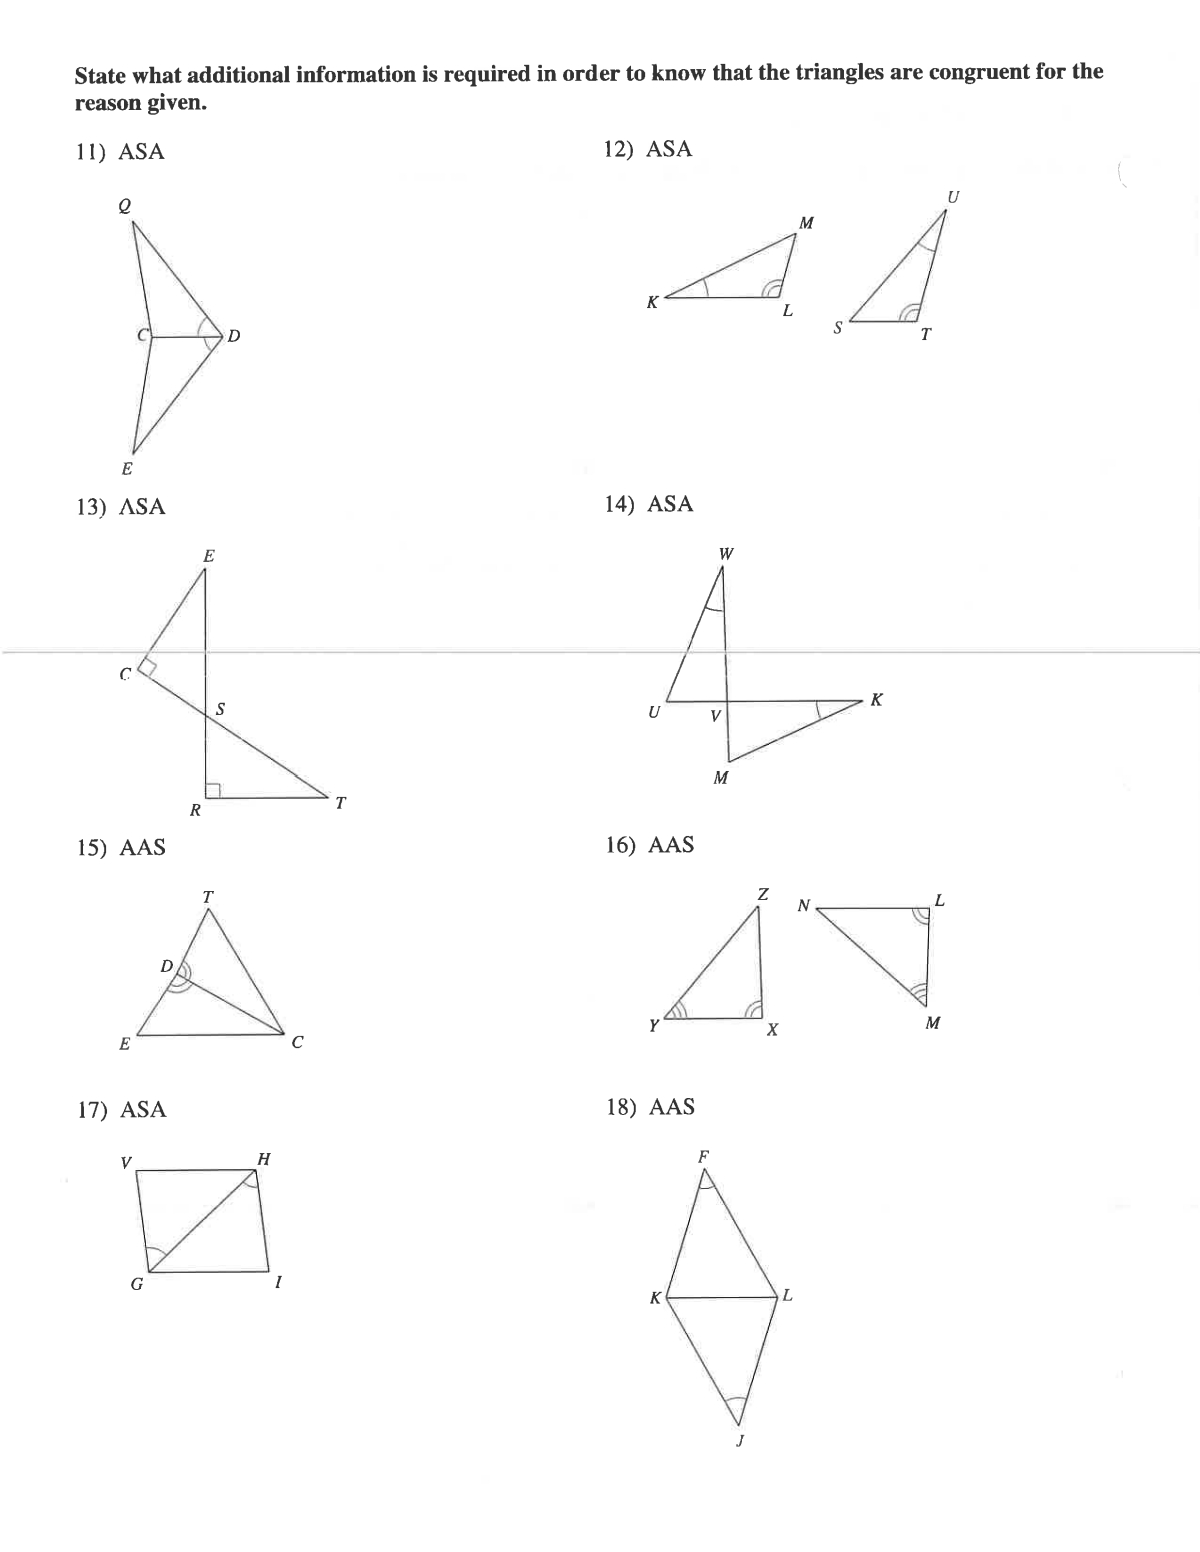 State what additional information is required in order to know that the triangles are congruent for the
reason given.
11) ASA
12) ASA
Q
C
D
E
M
K
L
U
S
T
13) ASA
14) ASA
E
C
S
R
T
W
U
V
K
M
15) AAS
16) AAS
T
D
E
C
Z
Y
X
N
L
M
17) ASA
18) AAS
V
H
G
I
F
K
L
J